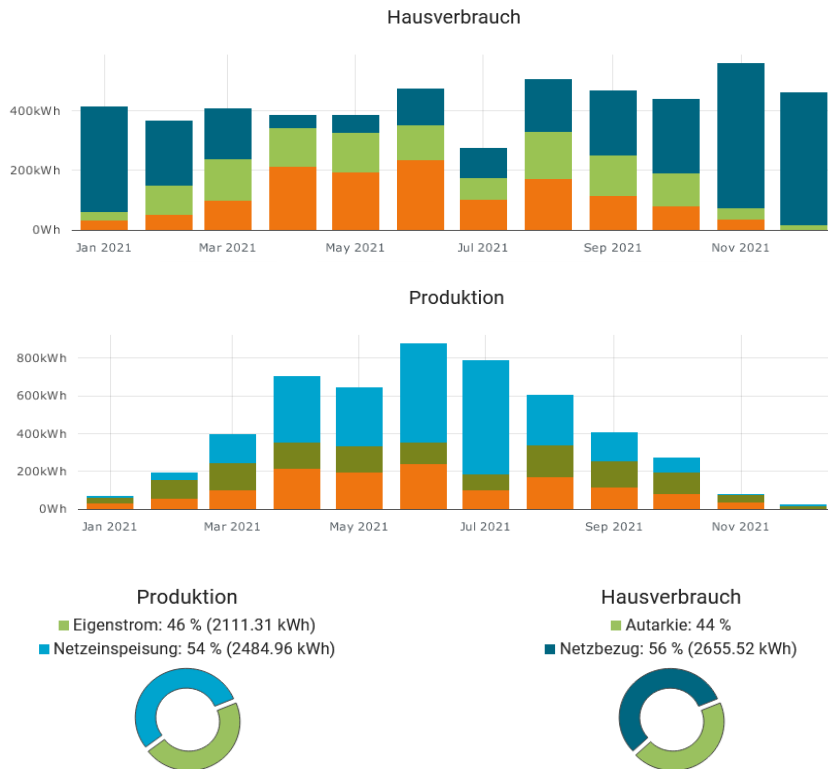 Hausverbrauch
400kWh
200kWh
0Wh
Jan 2021 Mar 2021 May 2021 Jul 2021 Sep 2021 Nov 2021
Produktion
800kWh
600kWh
400kWh
200kWh
0Wh
Jan 2021 Mar 2021 May 2021 Jul 2021 Sep 2021 Nov 2021
Produktion
Eigenstrom: 46 % (2111.31 kWh)
Netzeinspeisung: 54 % (2484.96 kWh)
Hausverbrauch
Autarkie: 44 %
Netzbezug: 56 % (2655.52 kWh)